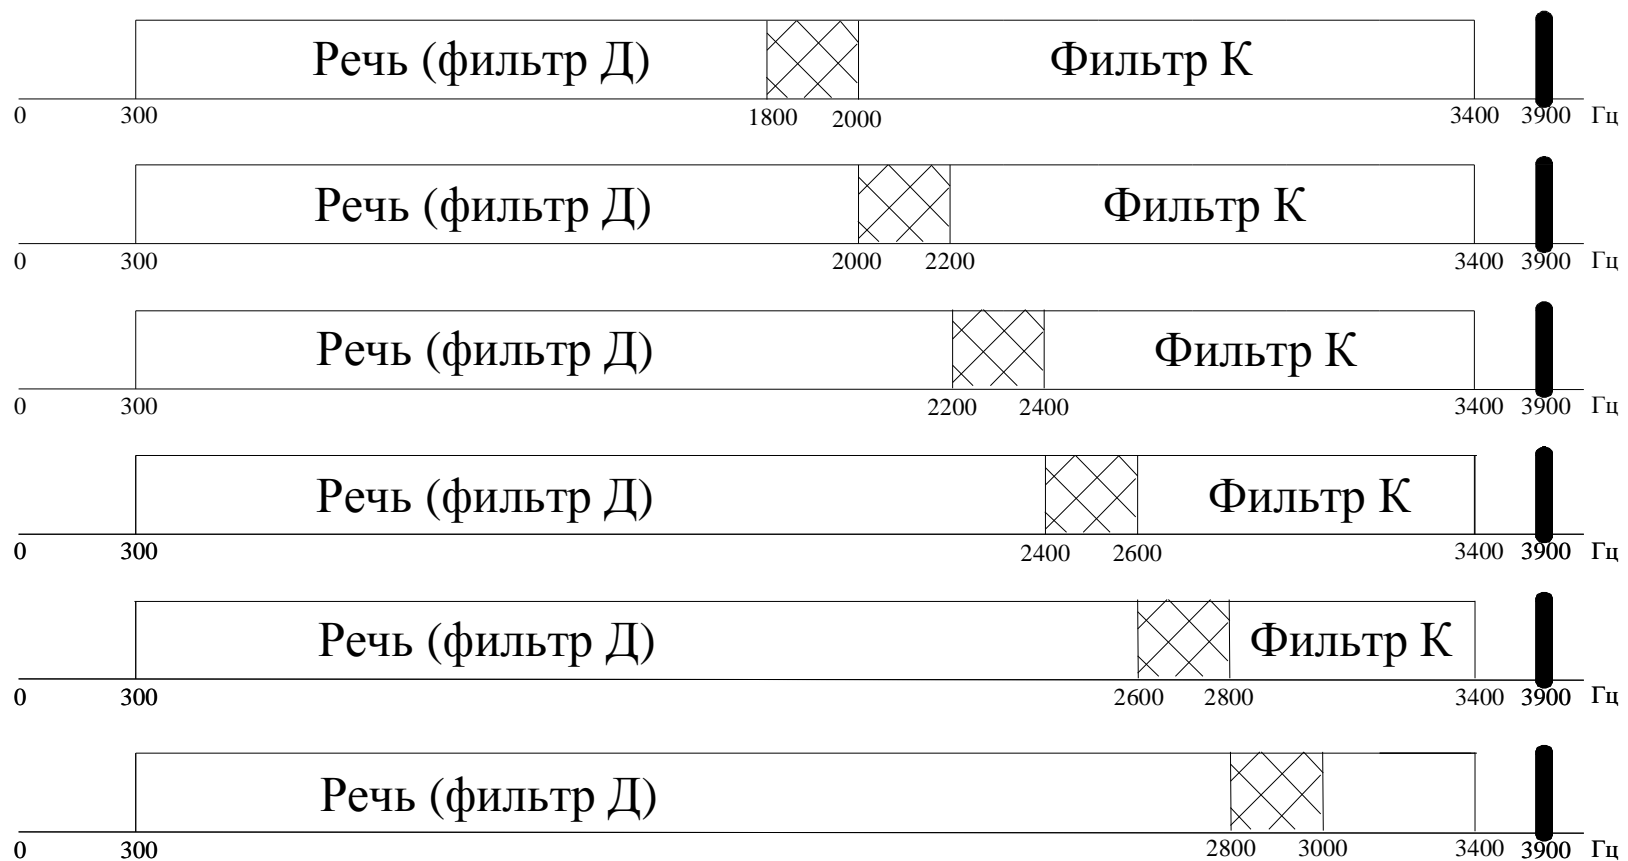 Речь (фильтр Д) Фильтр К
0 300 1800 2000 3400 3900 Гц
Речь (фильтр Д) Фильтр К
0 300 2000 2200 3400 3900 Гц
Речь (фильтр Д) Фильтр К
0 300 2200 2400 3400 3900 Гц
Речь (фильтр Д) Фильтр К
0 300 2400 2600 3400 3900 Гц
Речь (фильтр Д) Фильтр К
0 300 2600 2800 3400 3900 Гц
Речь (фильтр Д)
0 300 2800 3000 3400 3900 Гц